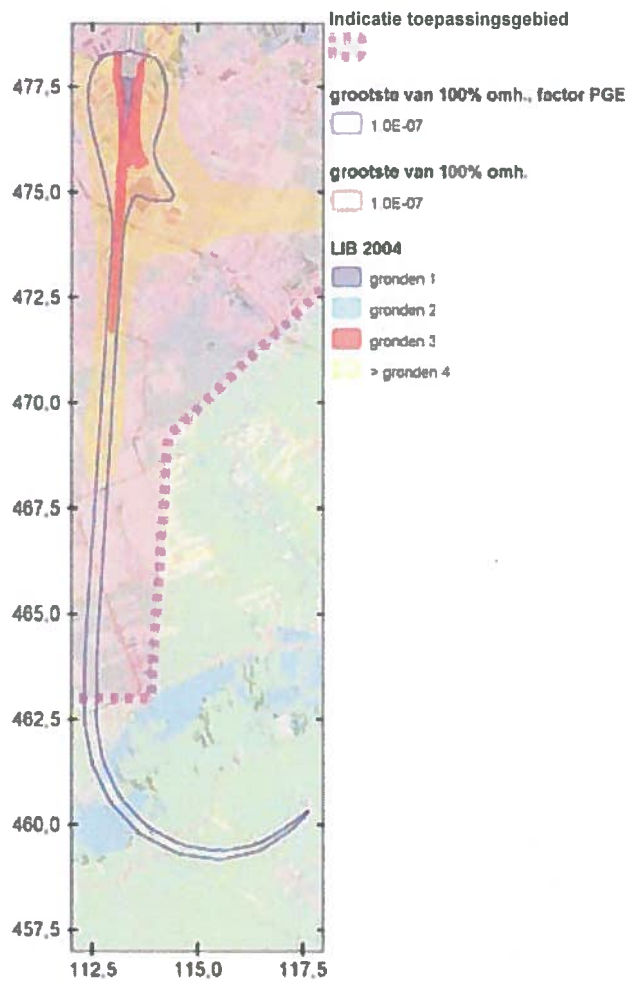 Indicatie toepassingsgebied
grootste van 100% omh., factor PGE
1.0E-07
grootste van 100% omh.
1.0E-07
LIB 2004
gronden 1
gronden 2
gronden 3
> gronden 4
477,5
475,0
472,5
470,0
467,5
465,0
462,5
460,0
457,5
112,5
115,0
117,5